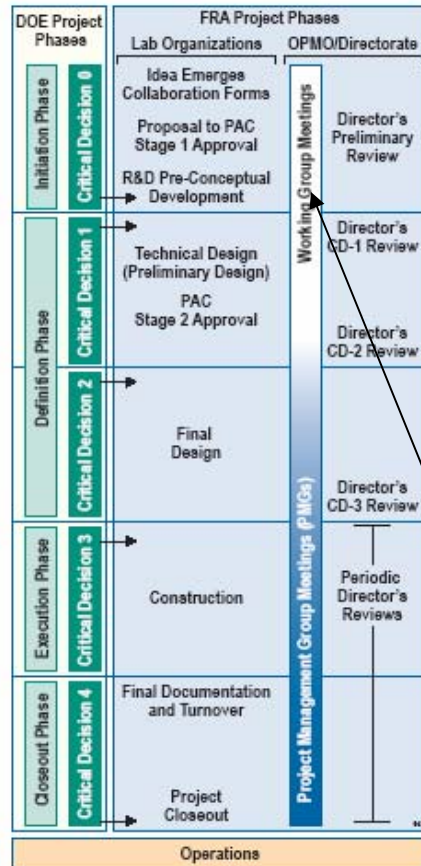 DOE Project
Phases
FRA Project Phases
Lab Organizations
OPMO/Directorate
Initiation Phase
Critical Decision 0
Idea Emerges
Collaboration Forms
Proposal to PAC
Stage 1 Approval
R&D Pre-Conceptual
Development
Working Group Meetings
Director's
Preliminary
Review
Definition Phase
Critical Decision 1
Technical Design
(Preliminary Design)
PAC
Stage 2 Approval
Director's
CD-1 Review
Director's
CD-2 Review
Critical Decision 2
Final
Design
Director's
CD-3 Review
Project Management Group Meetings (PMGs)
Execution Phase
Critical Decision 3
Construction
Periodic
Director's
Reviews
Closeout Phase
Critical Decision 4
Final Documentation
and Turnover
Project
Closeout
Operations